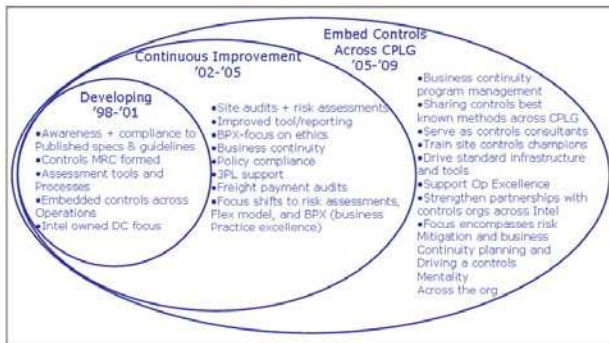 Embed Controls
Across CPLG
'05-'09
Continuous Improvement
'02-'05
Developing
'98-'01
▪Awareness + compliance to
Published specs & guidelines
▪Controls MRC formed
▪Assessment tools and
Processes
▪Embedded controls across
Operations
▪Intel owned DC focus
▪Site audits + risk assessments
▪Improved tool/reporting
▪BPX-focus on ethics
▪Business continuity
▪Policy compliance
▪3PL support
▪Freight payment audits
▪Focus shifts to risk assessments,
Flex model, and BPX (business
Practice excellence)
▪Business continuity
program management
▪Sharing controls best
known methods across CPLG
▪Serve as controls consultants
▪Train site controls champions
▪Drive standard infrastructure
and tools
▪Support Op Excellence
▪Strengthen partnerships with
controls orgs across Intel
▪Focus encompasses risk
Mitigation and business
Continuity planning and
Driving a controls
Mentality
Across the org